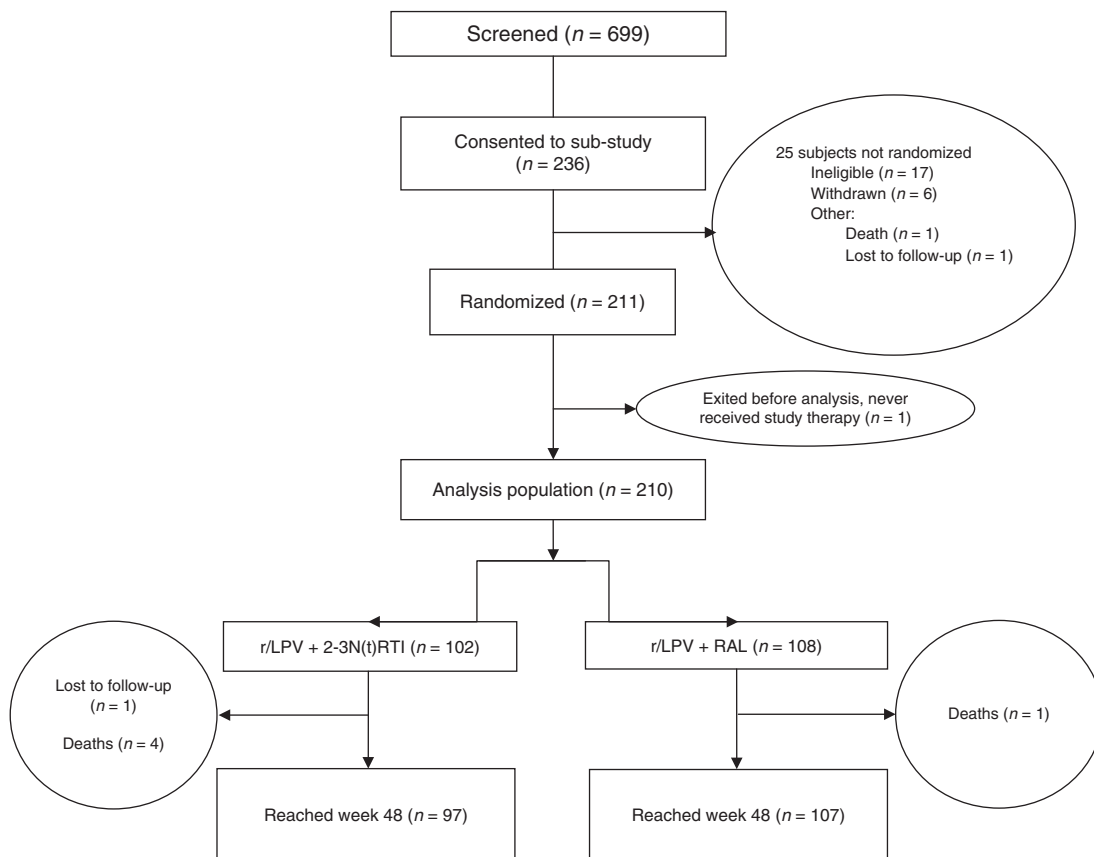 Screened (n = 699)
Consented to sub-study
(n = 236)
25 subjects not randomized
Ineligible (n = 17)
Withdrawn (n = 6)
Other:
Death (n = 1)
Lost to follow-up (n = 1)
Randomized (n = 211)
Exited before analysis, never
received study therapy (n = 1)
Analysis population (n = 210)
r/LPV + 2-3N(t)RTI (n = 102)
r/LPV + RAL (n = 108)
Lost to follow-up
(n = 1)
Deaths (n = 4)
Deaths (n = 1)
Reached week 48 (n = 97)
Reached week 48 (n = 107)